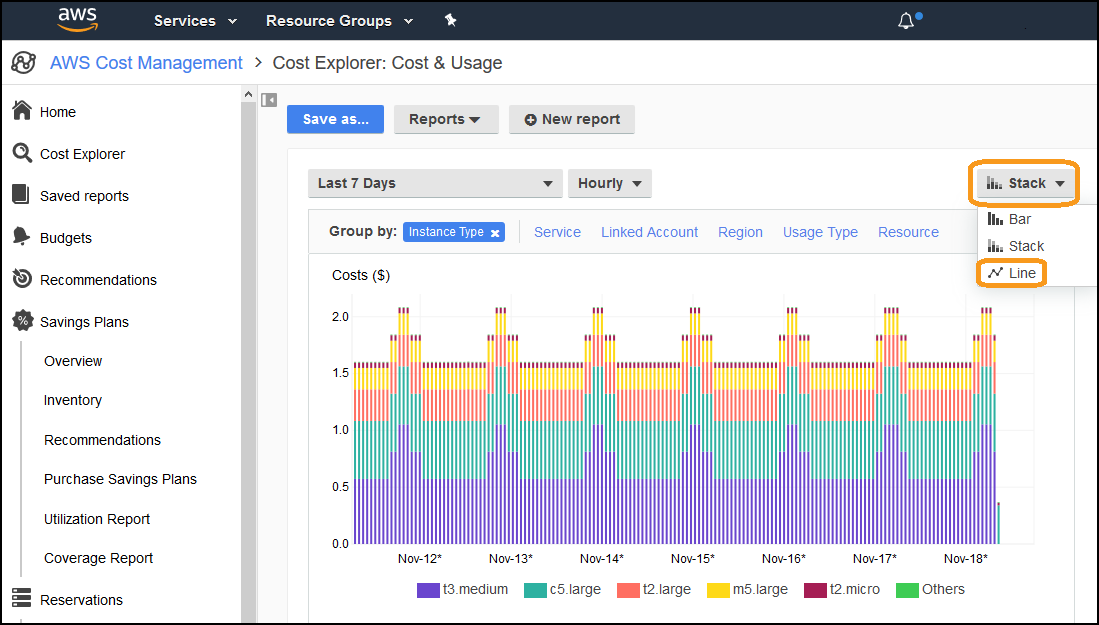 aws Services Resource Groups
AWS Cost Management > Cost Explorer: Cost & Usage
Home
Cost Explorer
Saved reports
Budgets
Recommendations
% Savings Plans
Overview
Inventory
Recommendations
Purchase Savings Plans
Utilization Report
Coverage Report
Reservations
Save as... Reports New report
Last 7 Days Hourly Stack
Bar
Stack
Line
Group by: Instance Type × Service Linked Account Region Usage Type Resource
Costs ($)
2.0
1.5
1.0
0.5
0.0
Nov-12* Nov-13* Nov-14* Nov-15* Nov-16* Nov-17* Nov-18*
t3.medium c5.large t2.large m5.large t2.micro Others